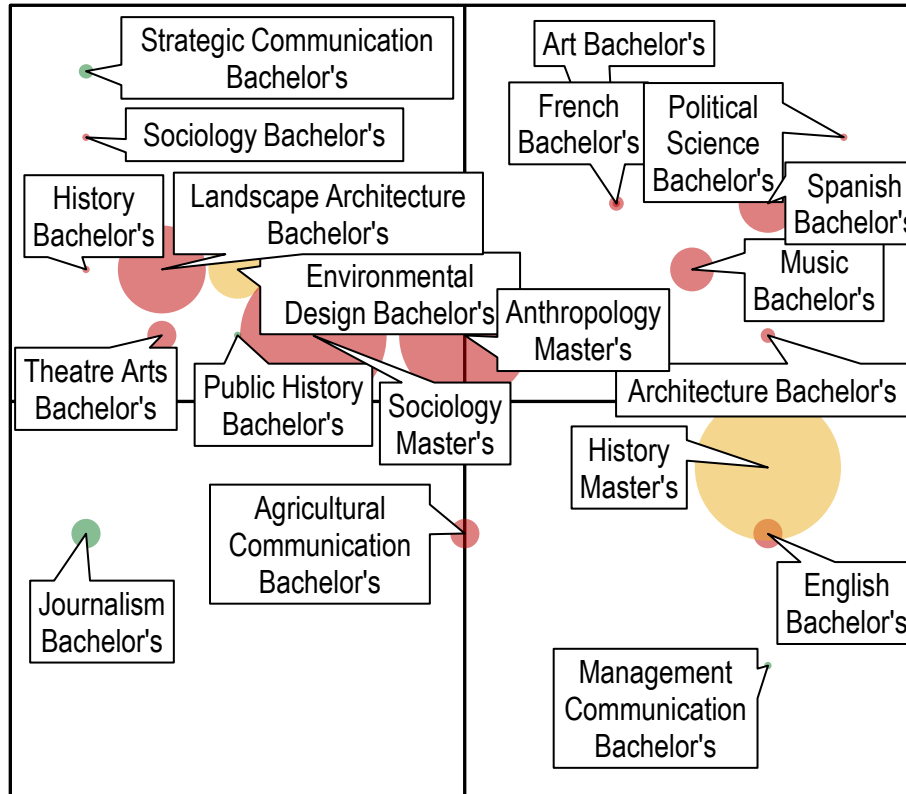 Strategic Communication
Bachelor's
Art Bachelor's
French
Bachelor's
Political
Science
Bachelor's
Sociology Bachelor's
History
Bachelor's
Landscape Architecture
Bachelor's
Spanish
Bachelor's
Environmental
Design Bachelor's
Music
Bachelor's
Anthropology
Master's
Theatre Arts
Bachelor's
Public History
Bachelor's
Sociology
Master's
Architecture Bachelor's
History
Master's
Agricultural
Communication
Bachelor's
Journalism
Bachelor's
English
Bachelor's
Management
Communication
Bachelor's